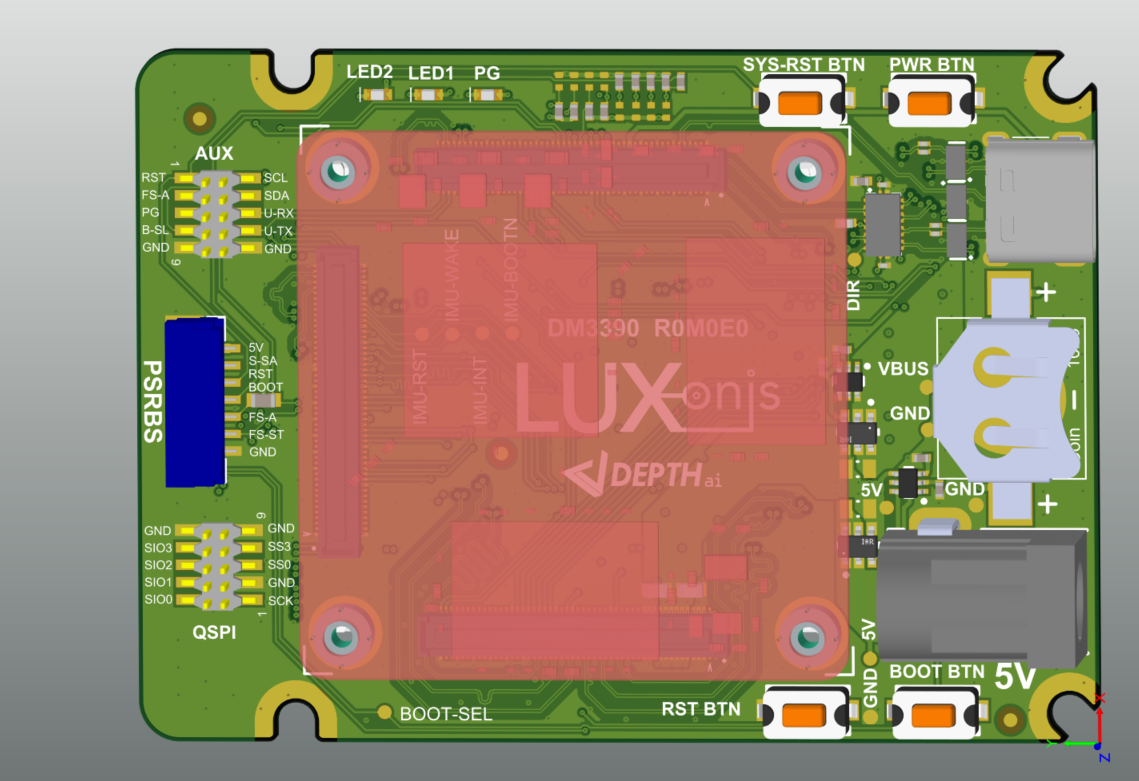 LED2 LED1 PG
SYS-RST BTN PWR BTN
AUX
1
RST SCL
FS-A SDA
PG U-RX
B-SL U-TX
GND GND
9
IMU-WAKE
IMU-BOOTN
DIR
+
DM3390 R0M0E0
IMU-RST
IMU-INT
LUXonis
DEPTHai
PSRBS
5V
S-SA
RST
BOOT
FS-A
FS-ST
GND
VBUS
GND
5V GND
-
+
9
GND GND
SIO3 SS3
SIO2 SS0
SIO1 GND
SIO0 SCK
1
QSPI
5V
GND
BOOT BTN 5V
BOOT-SEL
RST BTN
X
Y
Z